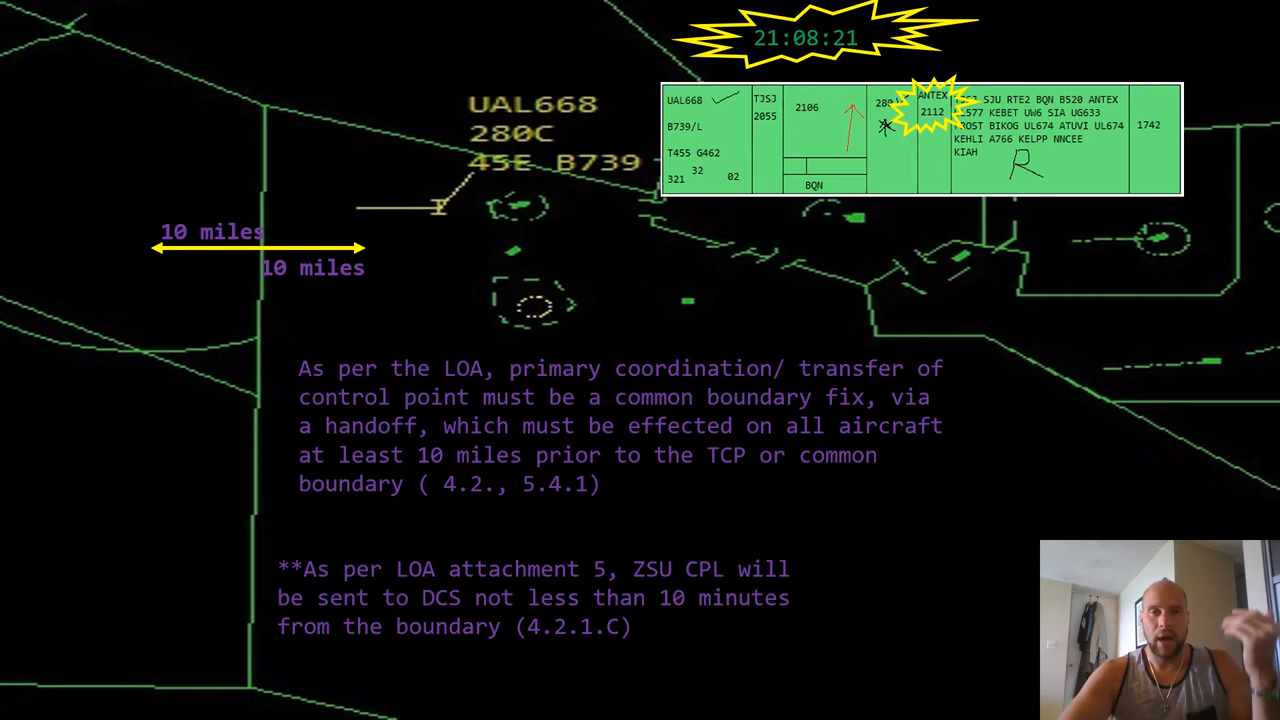 21:08:21
UAL668
280C
45E B739
UAL668
B739/L
T455 G462
32
321
02
TJSJ
2055
2106
BQN
280
ANTEX
2112
SJU RTE2 BQN B520 ANTEX
L577 KEBET UW6 SIA UG633
ROST BIKOG UL674 ATUVI UL674
KEHLI A766 KELPP NNCEE
KIAH
R
1742
10 miles
10 miles
As per the LOA, primary coordination/ transfer of
control point must be a common boundary fix, via
a handoff, which must be effected on all aircraft
at least 10 miles prior to the TCP or common
boundary ( 4.2., 5.4.1)
**As per LOA attachment 5, ZSU CPL will
be sent to DCS not less than 10 minutes
from the boundary (4.2.1.C)